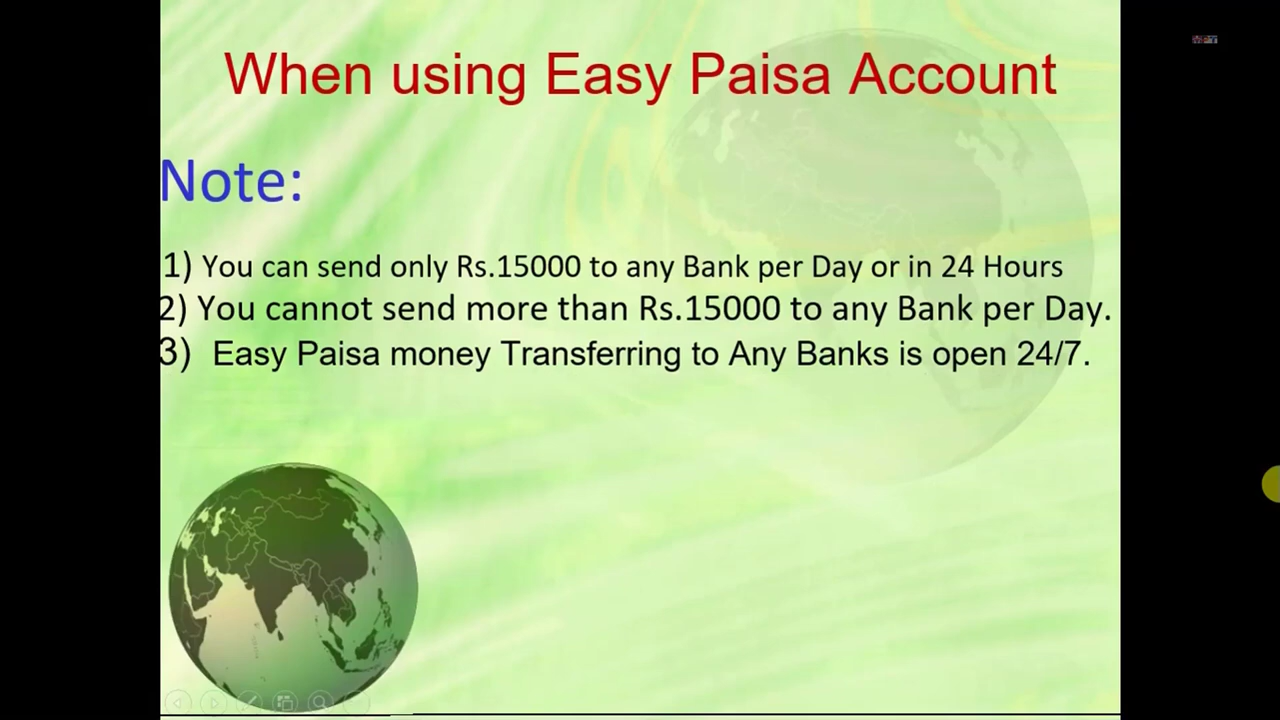 When using Easy Paisa Account
Note:
1) You can send only Rs.15000 to any Bank per Day or in 24 Hours
2) You cannot send more than Rs.15000 to any Bank per Day.
3) Easy Paisa money Transferring to Any Banks is open 24/7.